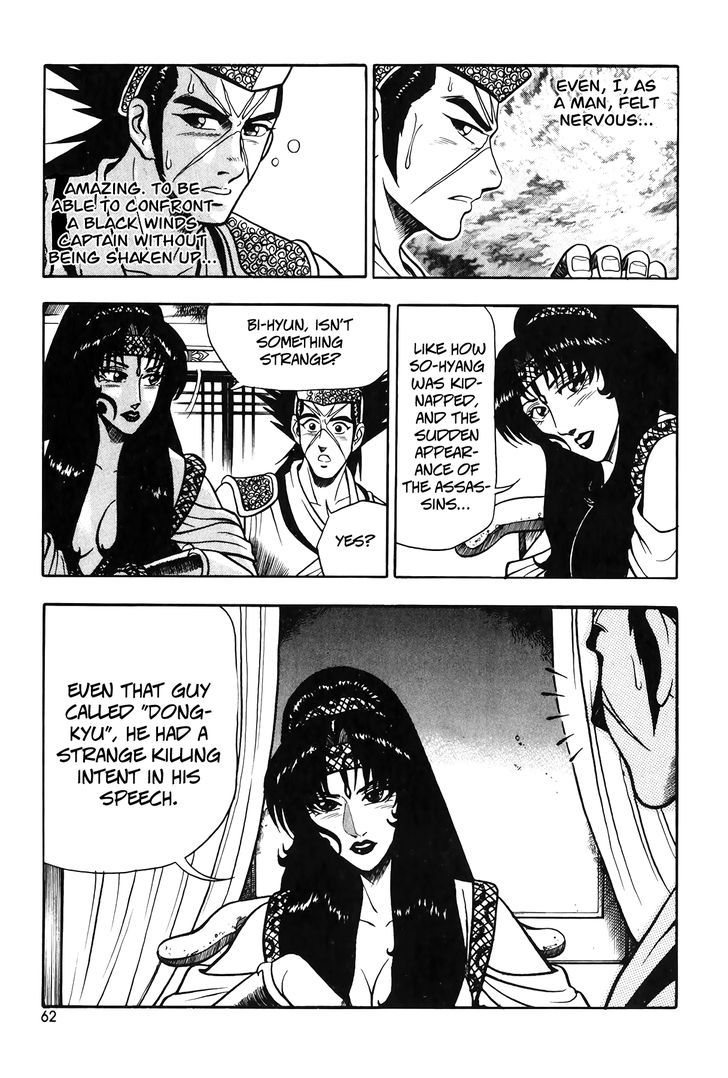 AMAZING. TO BE
ABLE TO CONFRONT
A BLACK WINDS
CAPTAIN WITHOUT
BEING SHAKEN UP...
EVEN, I, AS
A MAN, FELT
NERVOUS...
BI-HYUN, ISN'T
SOMETHING
STRANGE?
YES?
LIKE HOW
SO-HYANG
WAS KID-
NAPPED,
AND THE
SUDDEN
APPEAR-
ANCE OF
THE ASSAS-
SINS...
EVEN THAT GUY
CALLED "DONG-
KYU", HE HAD A
STRANGE KILLING
INTENT IN HIS
SPEECH.
62